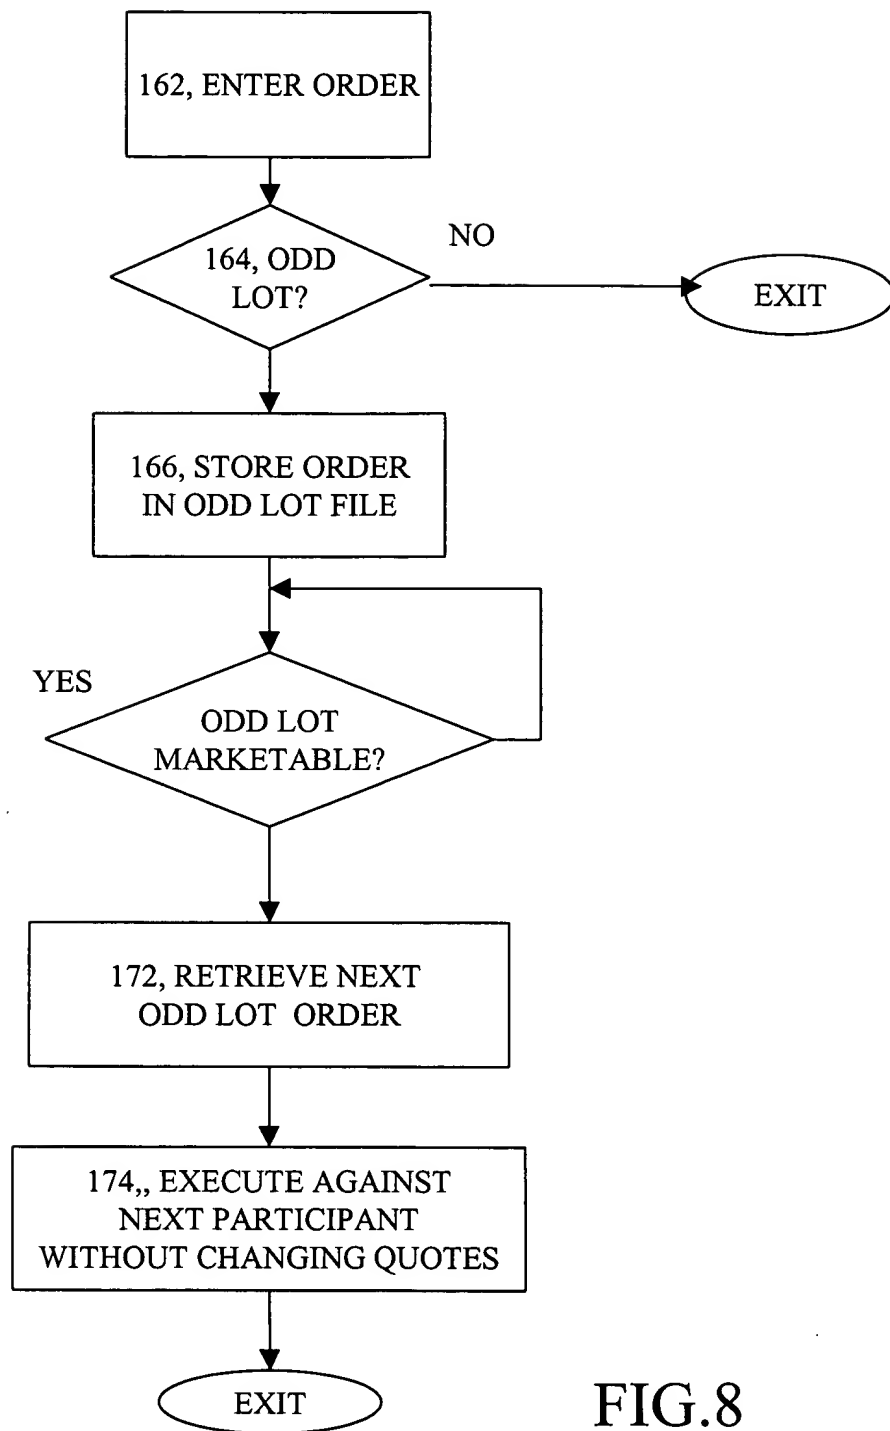 162, ENTER ORDER
164, ODD
LOT?
NO
EXIT
166, STORE ORDER
IN ODD LOT FILE
YES
ODD LOT
MARKETABLE?
172, RETRIEVE NEXT
ODD LOT ORDER
174,, EXECUTE AGAINST
NEXT PARTICIPANT
WITHOUT CHANGING QUOTES
EXIT
FIG.8